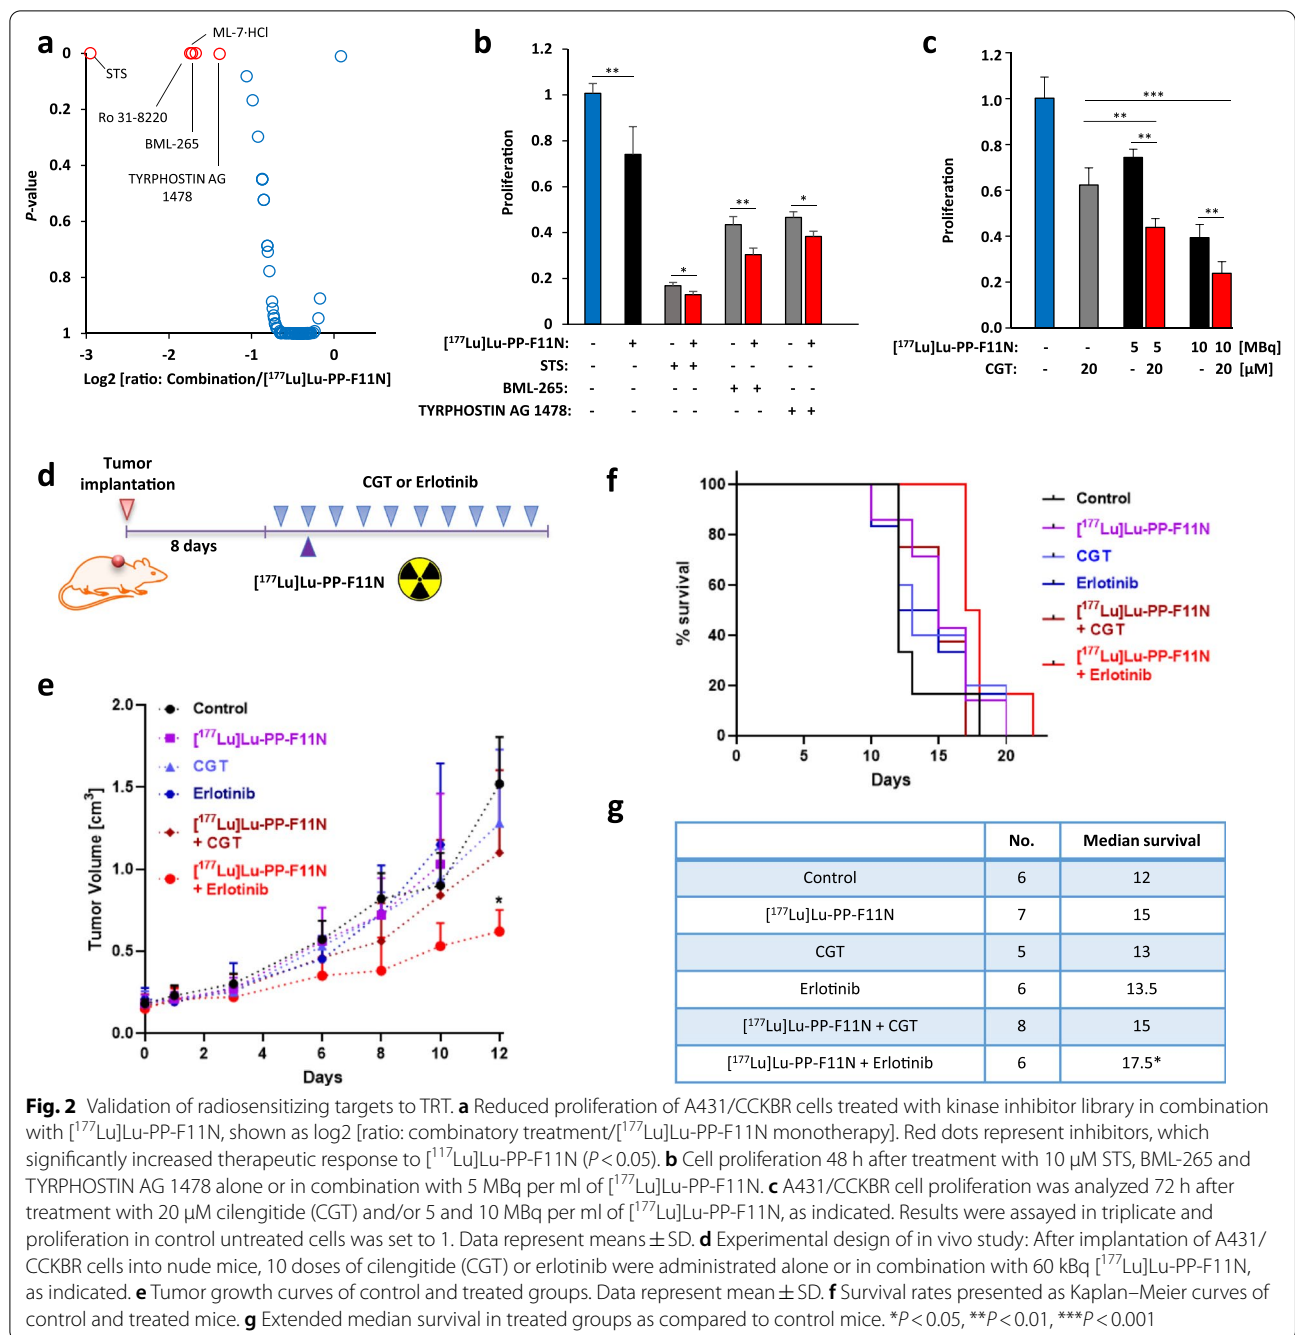 a
ML-7·HCl
STS
Ro 31-8220
BML-265
TYRPHOSTIN AG
1478
P-value
0
0.2
0.4
0.6
0.8
1
-3
-2
-1
0
Log2 [ratio: Combination/[177Lu]Lu-PP-F11N]
b
Proliferation
1.2
1
0.8
0.6
0.4
0.2
0
**
*
**
*
[177Lu]Lu-PP-F11N: - + - + - + - +
STS: - - + + - - - -
BML-265: - - - - + + - -
TYRPHOSTIN AG 1478: - - - - - - + +
c
Proliferation
1.2
1.0
0.8
0.6
0.4
0.2
0.0
***
**
**
**
[177Lu]Lu-PP-F11N: - - 5 5 10 10 [MBq]
CGT: - 20 - 20 - 20 [μM]
d
Tumor
implantation
8 days
CGT or Erlotinib
[177Lu]Lu-PP-F11N
e
Tumor Volume [cm3]
2.0
1.5
1.0
0.5
0.0
0
2
4
6
8
10
12
Days
Control
[177Lu]Lu-PP-F11N
CGT
Erlotinib
[177Lu]Lu-PP-F11N
+ CGT
[177Lu]Lu-PP-F11N
+ Erlotinib
*
f
% survival
100
80
60
40
20
0
0
5
10
15
20
Days
Control
[177Lu]Lu-PP-F11N
CGT
Erlotinib
[177Lu]Lu-PP-F11N
+ CGT
[177Lu]Lu-PP-F11N
+ Erlotinib
g
No. Median survival
Control 6 12
[177Lu]Lu-PP-F11N 7 15
CGT 5 13
Erlotinib 6 13.5
[177Lu]Lu-PP-F11N + CGT 8 15
[177Lu]Lu-PP-F11N + Erlotinib 6 17.5*
Fig. 2 Validation of radiosensitizing targets to TRT. a Reduced proliferation of A431/CCKBR cells treated with kinase inhibitor library in combination
with [177Lu]Lu-PP-F11N, shown as log2 [ratio: combinatory treatment/[177Lu]Lu-PP-F11N monotherapy]. Red dots represent inhibitors, which
significantly increased therapeutic response to [117Lu]Lu-PP-F11N (P < 0.05). b Cell proliferation 48 h after treatment with 10 μM STS, BML-265 and
TYRPHOSTIN AG 1478 alone or in combination with 5 MBq per ml of [177Lu]Lu-PP-F11N. c A431/CCKBR cell proliferation was analyzed 72 h after
treatment with 20 μM cilengitide (CGT) and/or 5 and 10 MBq per ml of [177Lu]Lu-PP-F11N, as indicated. Results were assayed in triplicate and
proliferation in control untreated cells was set to 1. Data represent means ± SD. d Experimental design of in vivo study: After implantation of A431/
CCKBR cells into nude mice, 10 doses of cilengitide (CGT) or erlotinib were administrated alone or in combination with 60 kBq [177Lu]Lu-PP-F11N,
as indicated. e Tumor growth curves of control and treated groups. Data represent mean ± SD. f Survival rates presented as Kaplan–Meier curves of
control and treated mice. g Extended median survival in treated groups as compared to control mice. *P < 0.05, **P < 0.01, ***P < 0.001